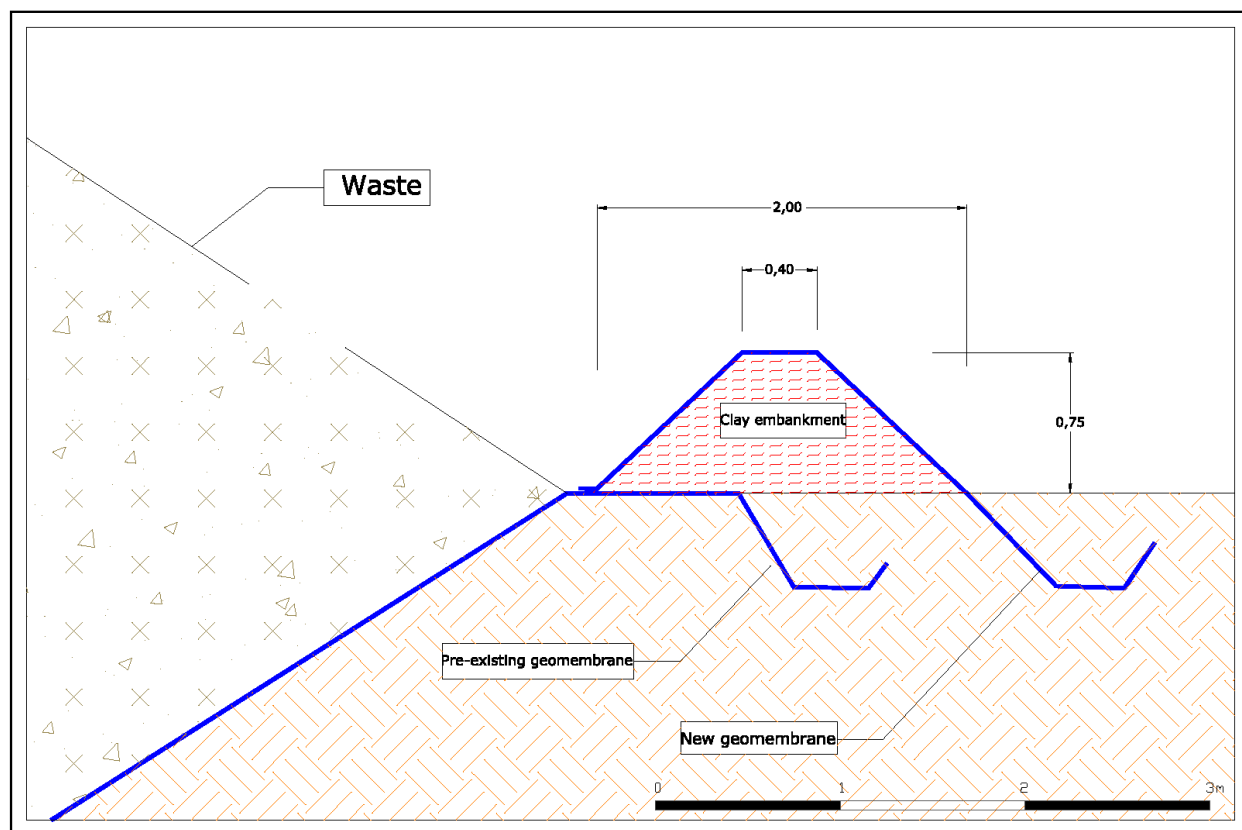 Waste
2,00
0,40
Clay embankment
0,75
Pre-existing geomembrane
New geomembrane
0 1 2 3m